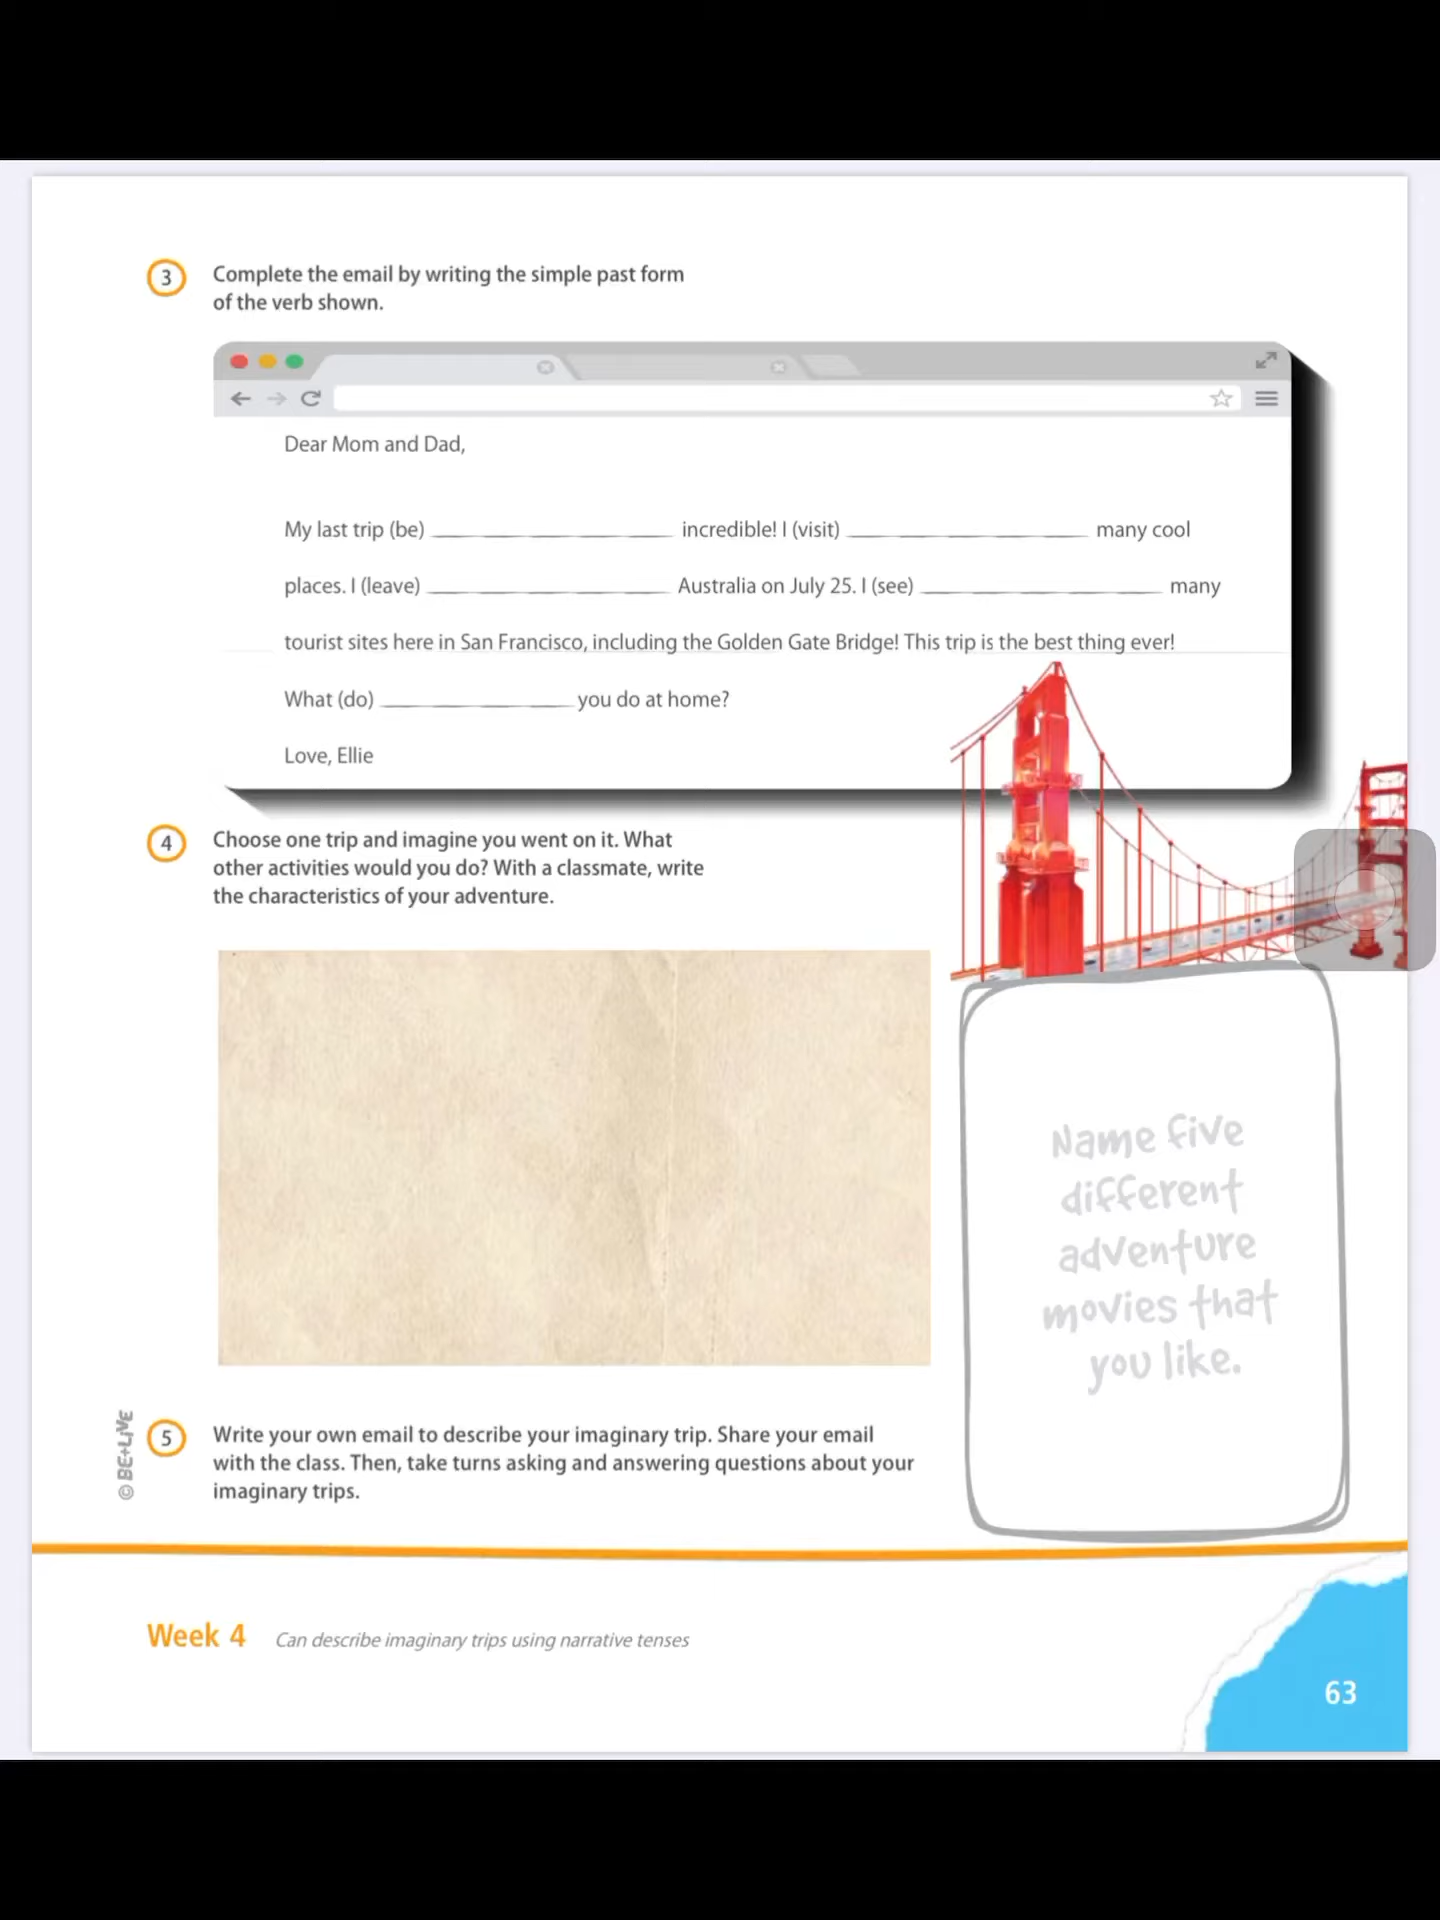 3 Complete the email by writing the simple past form
of the verb shown.
Dear Mom and Dad,
My last trip (be) ____________ incredible! I (visit) ____________ many cool
places. I (leave) ____________ Australia on July 25. I (see) ____________ many
tourist sites here in San Francisco, including the Golden Gate Bridge! This trip is the best thing ever!
What (do) ____________ you do at home?
Love, Ellie
4 Choose one trip and imagine you went on it. What
other activities would you do? With a classmate, write
the characteristics of your adventure.
Name five
different
adventure
movies that
you like.
5 Write your own email to describe your imaginary trip. Share your email
with the class. Then, take turns asking and answering questions about your
imaginary trips.
© BE+LIVE
Week 4 Can describe imaginary trips using narrative tenses
63